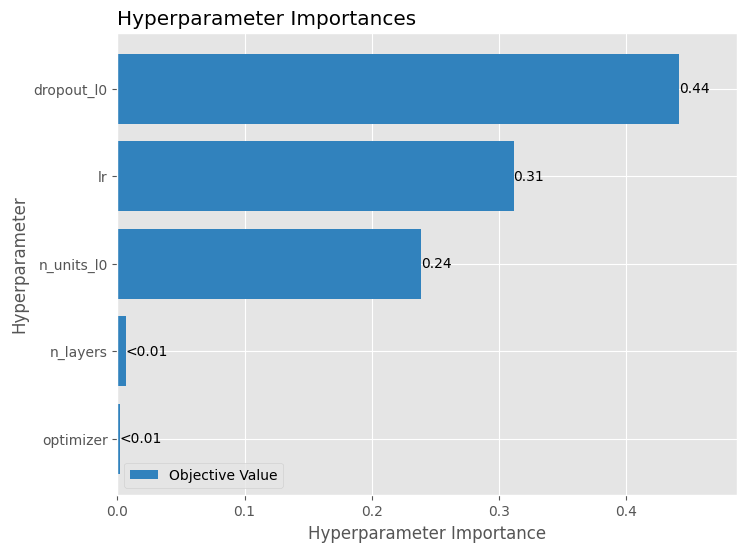 Hyperparameter Importances
Hyperparameter
dropout_l0
0.44
lr
0.31
n_units_l0
0.24
n_layers
<0.01
optimizer
<0.01
Objective Value
0.0 0.1 0.2 0.3 0.4
Hyperparameter Importance